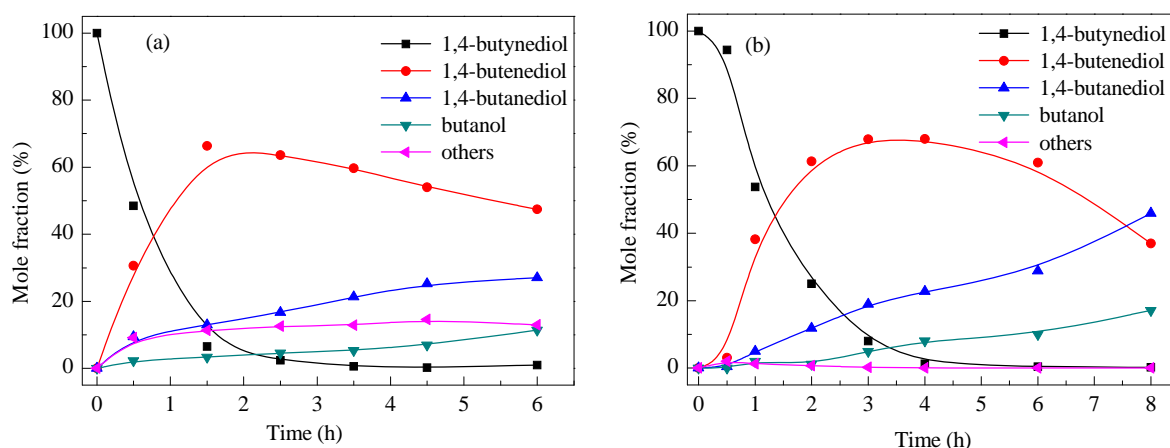 (a)
1,4-butynediol
1,4-butenediol
1,4-butanediol
butanol
others
Mole fraction (%)
100
80
60
40
20
0
0 1 2 3 4 5 6
Time (h)
(b)
1,4-butynediol
1,4-butenediol
1,4-butanediol
butanol
others
Mole fraction (%)
100
80
60
40
20
0
0 1 2 3 4 5 6 7 8
Time (h)